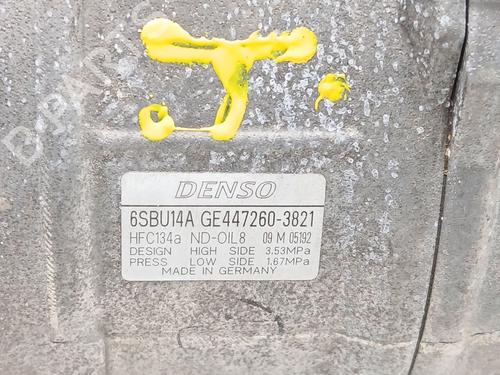 J.
DENSO
6SBU14A GE447260-3821
HFC134a ND-OIL8 09 M 05192
DESIGN HIGH SIDE 3.53MPa
PRESS LOW SIDE 1.67MPa
MADE IN GERMANY
B-PARTS